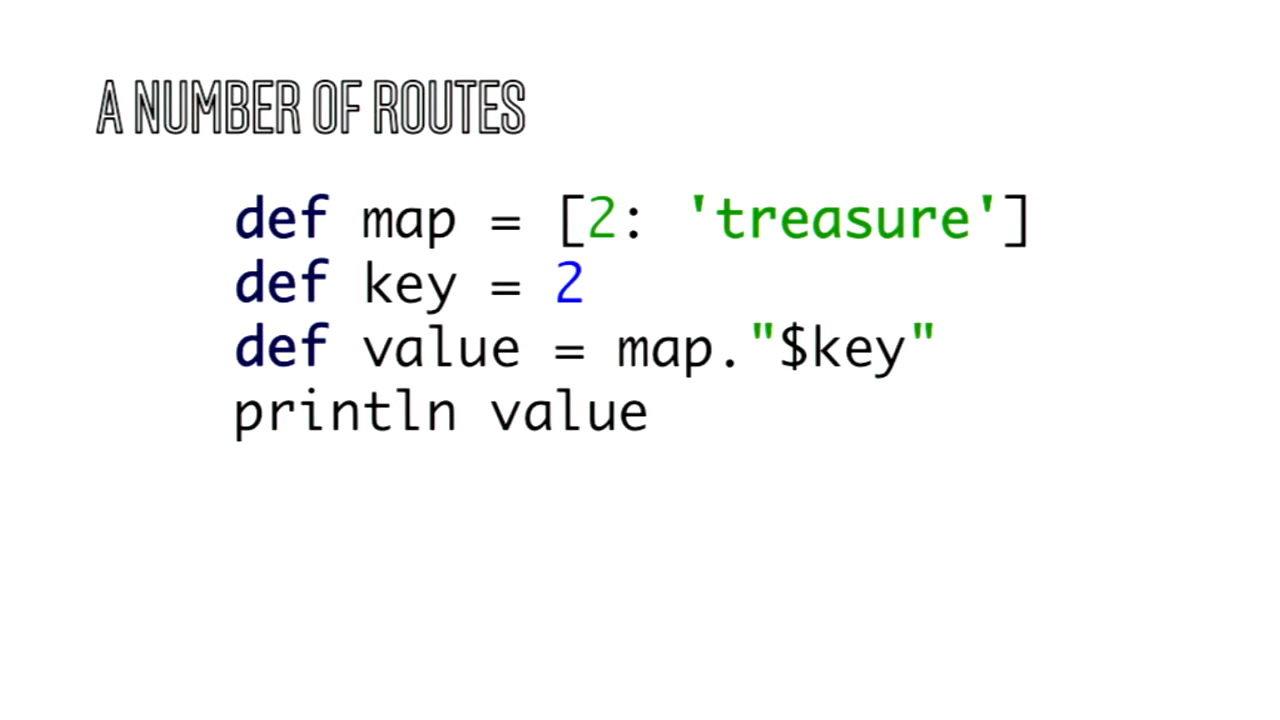 A NUMBER OF ROUTES
def map = [2: 'treasure']
def key = 2
def value = map."$key"
println value